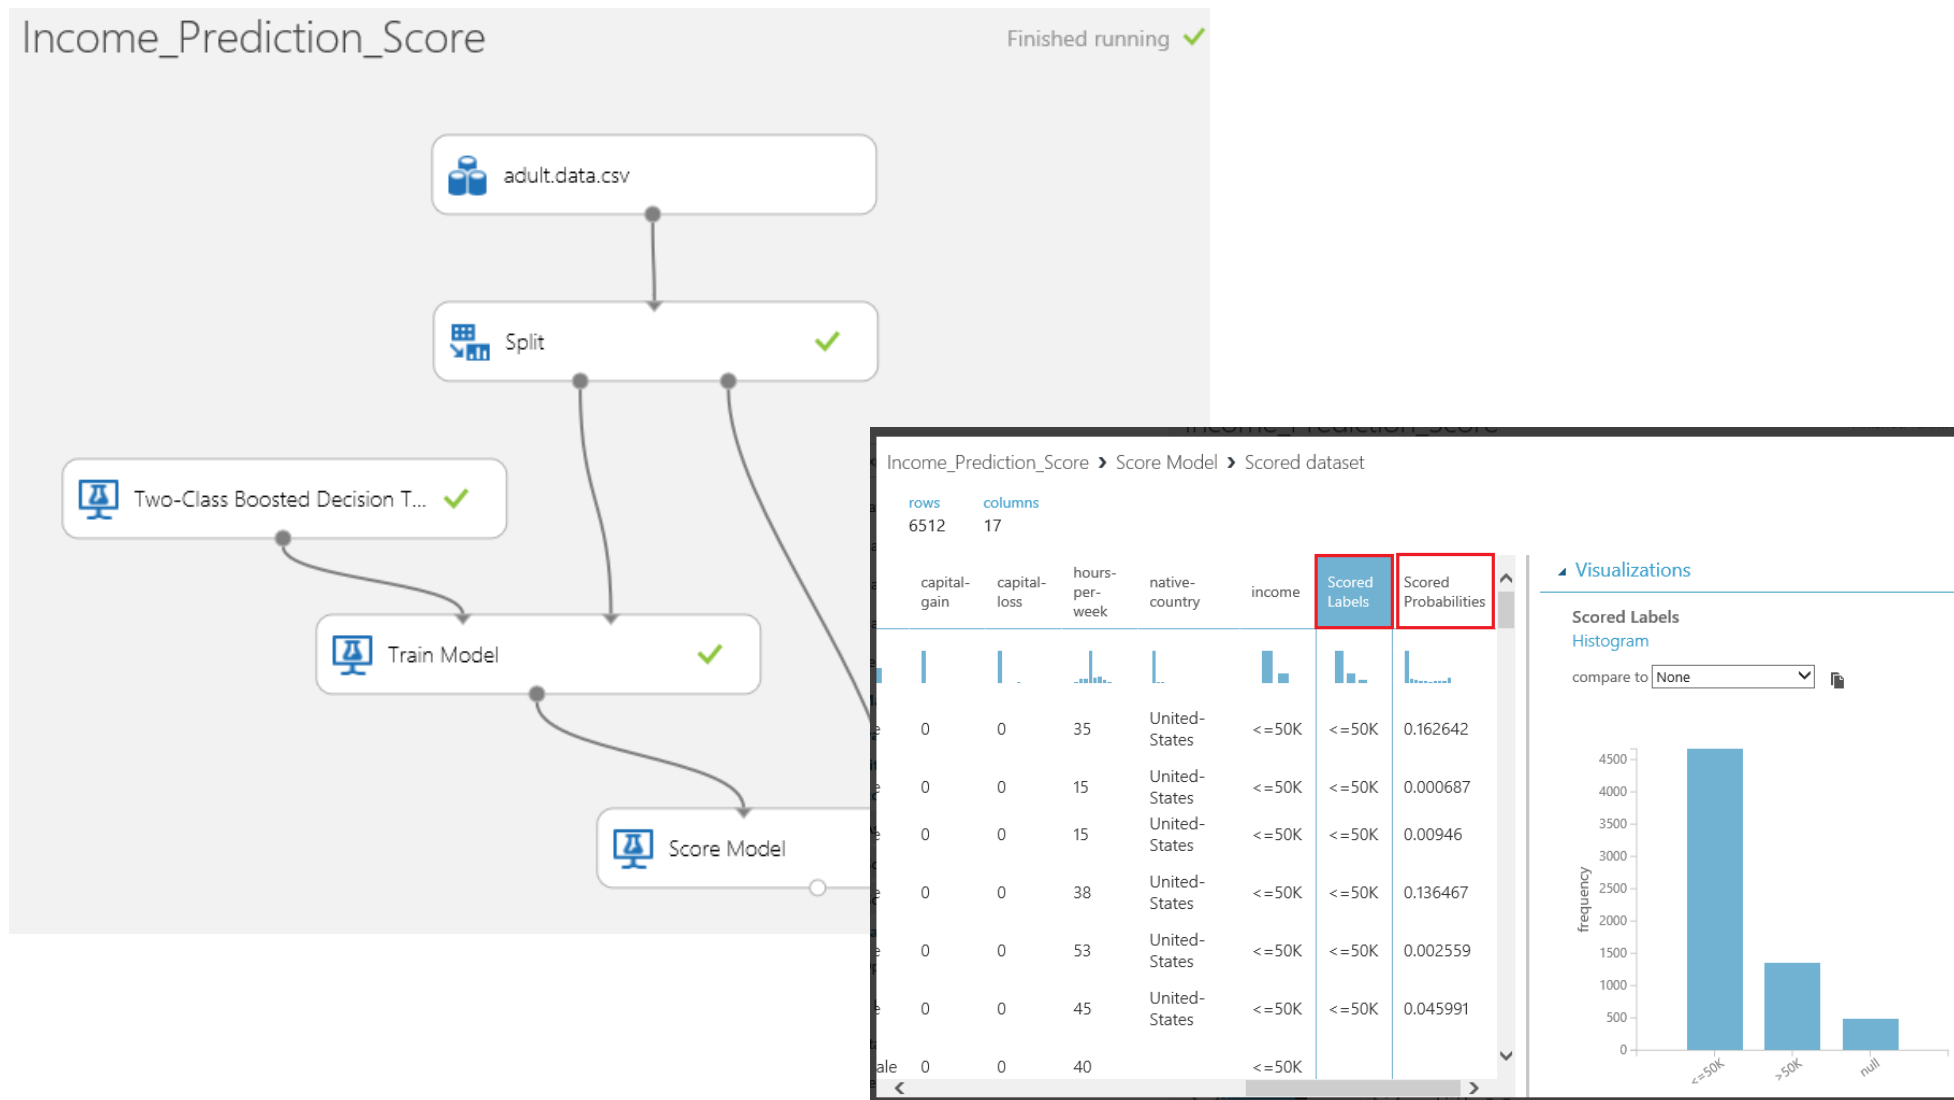 Income_Prediction_Score
Finished running
adult.data.csv
Split
Two-Class Boosted Decision T...
Train Model
Score Model
Income_Prediction_Score > Score Model > Scored dataset
rows columns
6512 17
capital-gain capital-loss hours-per-week native-country income Scored Labels Scored Probabilities
0 0 35 United-States <=50K <=50K 0.162642
0 0 15 United-States <=50K <=50K 0.000687
0 0 15 United-States <=50K <=50K 0.00946
0 0 38 United-States <=50K <=50K 0.136467
0 0 53 United-States <=50K <=50K 0.002559
0 0 45 United-States <=50K <=50K 0.045991
ale 0 0 40 <=50K
Visualizations
Scored Labels
Histogram
compare to None
frequency
4500
4000
3500
3000
2500
2000
1500
1000
500
0
<=50K >50K null